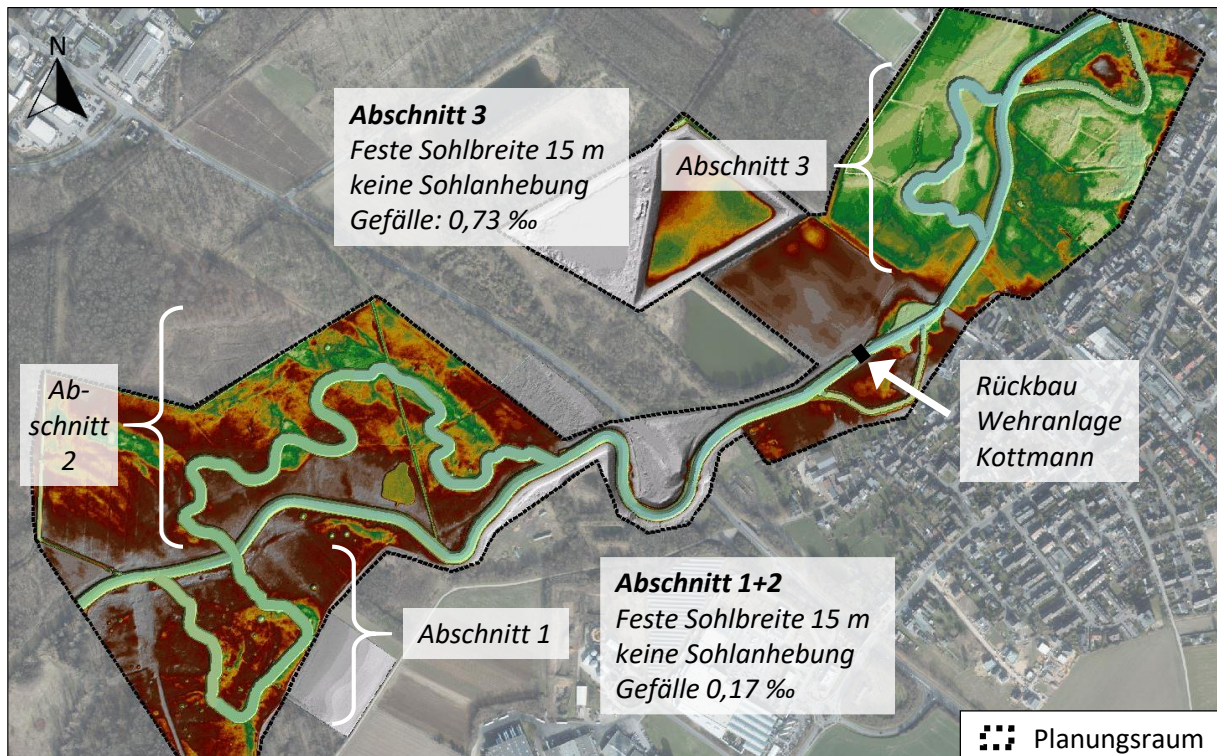 N
Abschnitt 3
Feste Sohlbreite 15 m
keine Sohlanhebung
Gefälle: 0,73 ‰
Abschnitt 3
Ab-
schnitt
2
Rückbau
Wehranlage
Kottmann
Abschnitt 1
Abschnitt 1+2
Feste Sohlbreite 15 m
keine Sohlanhebung
Gefälle 0,17 ‰
Planungsraum